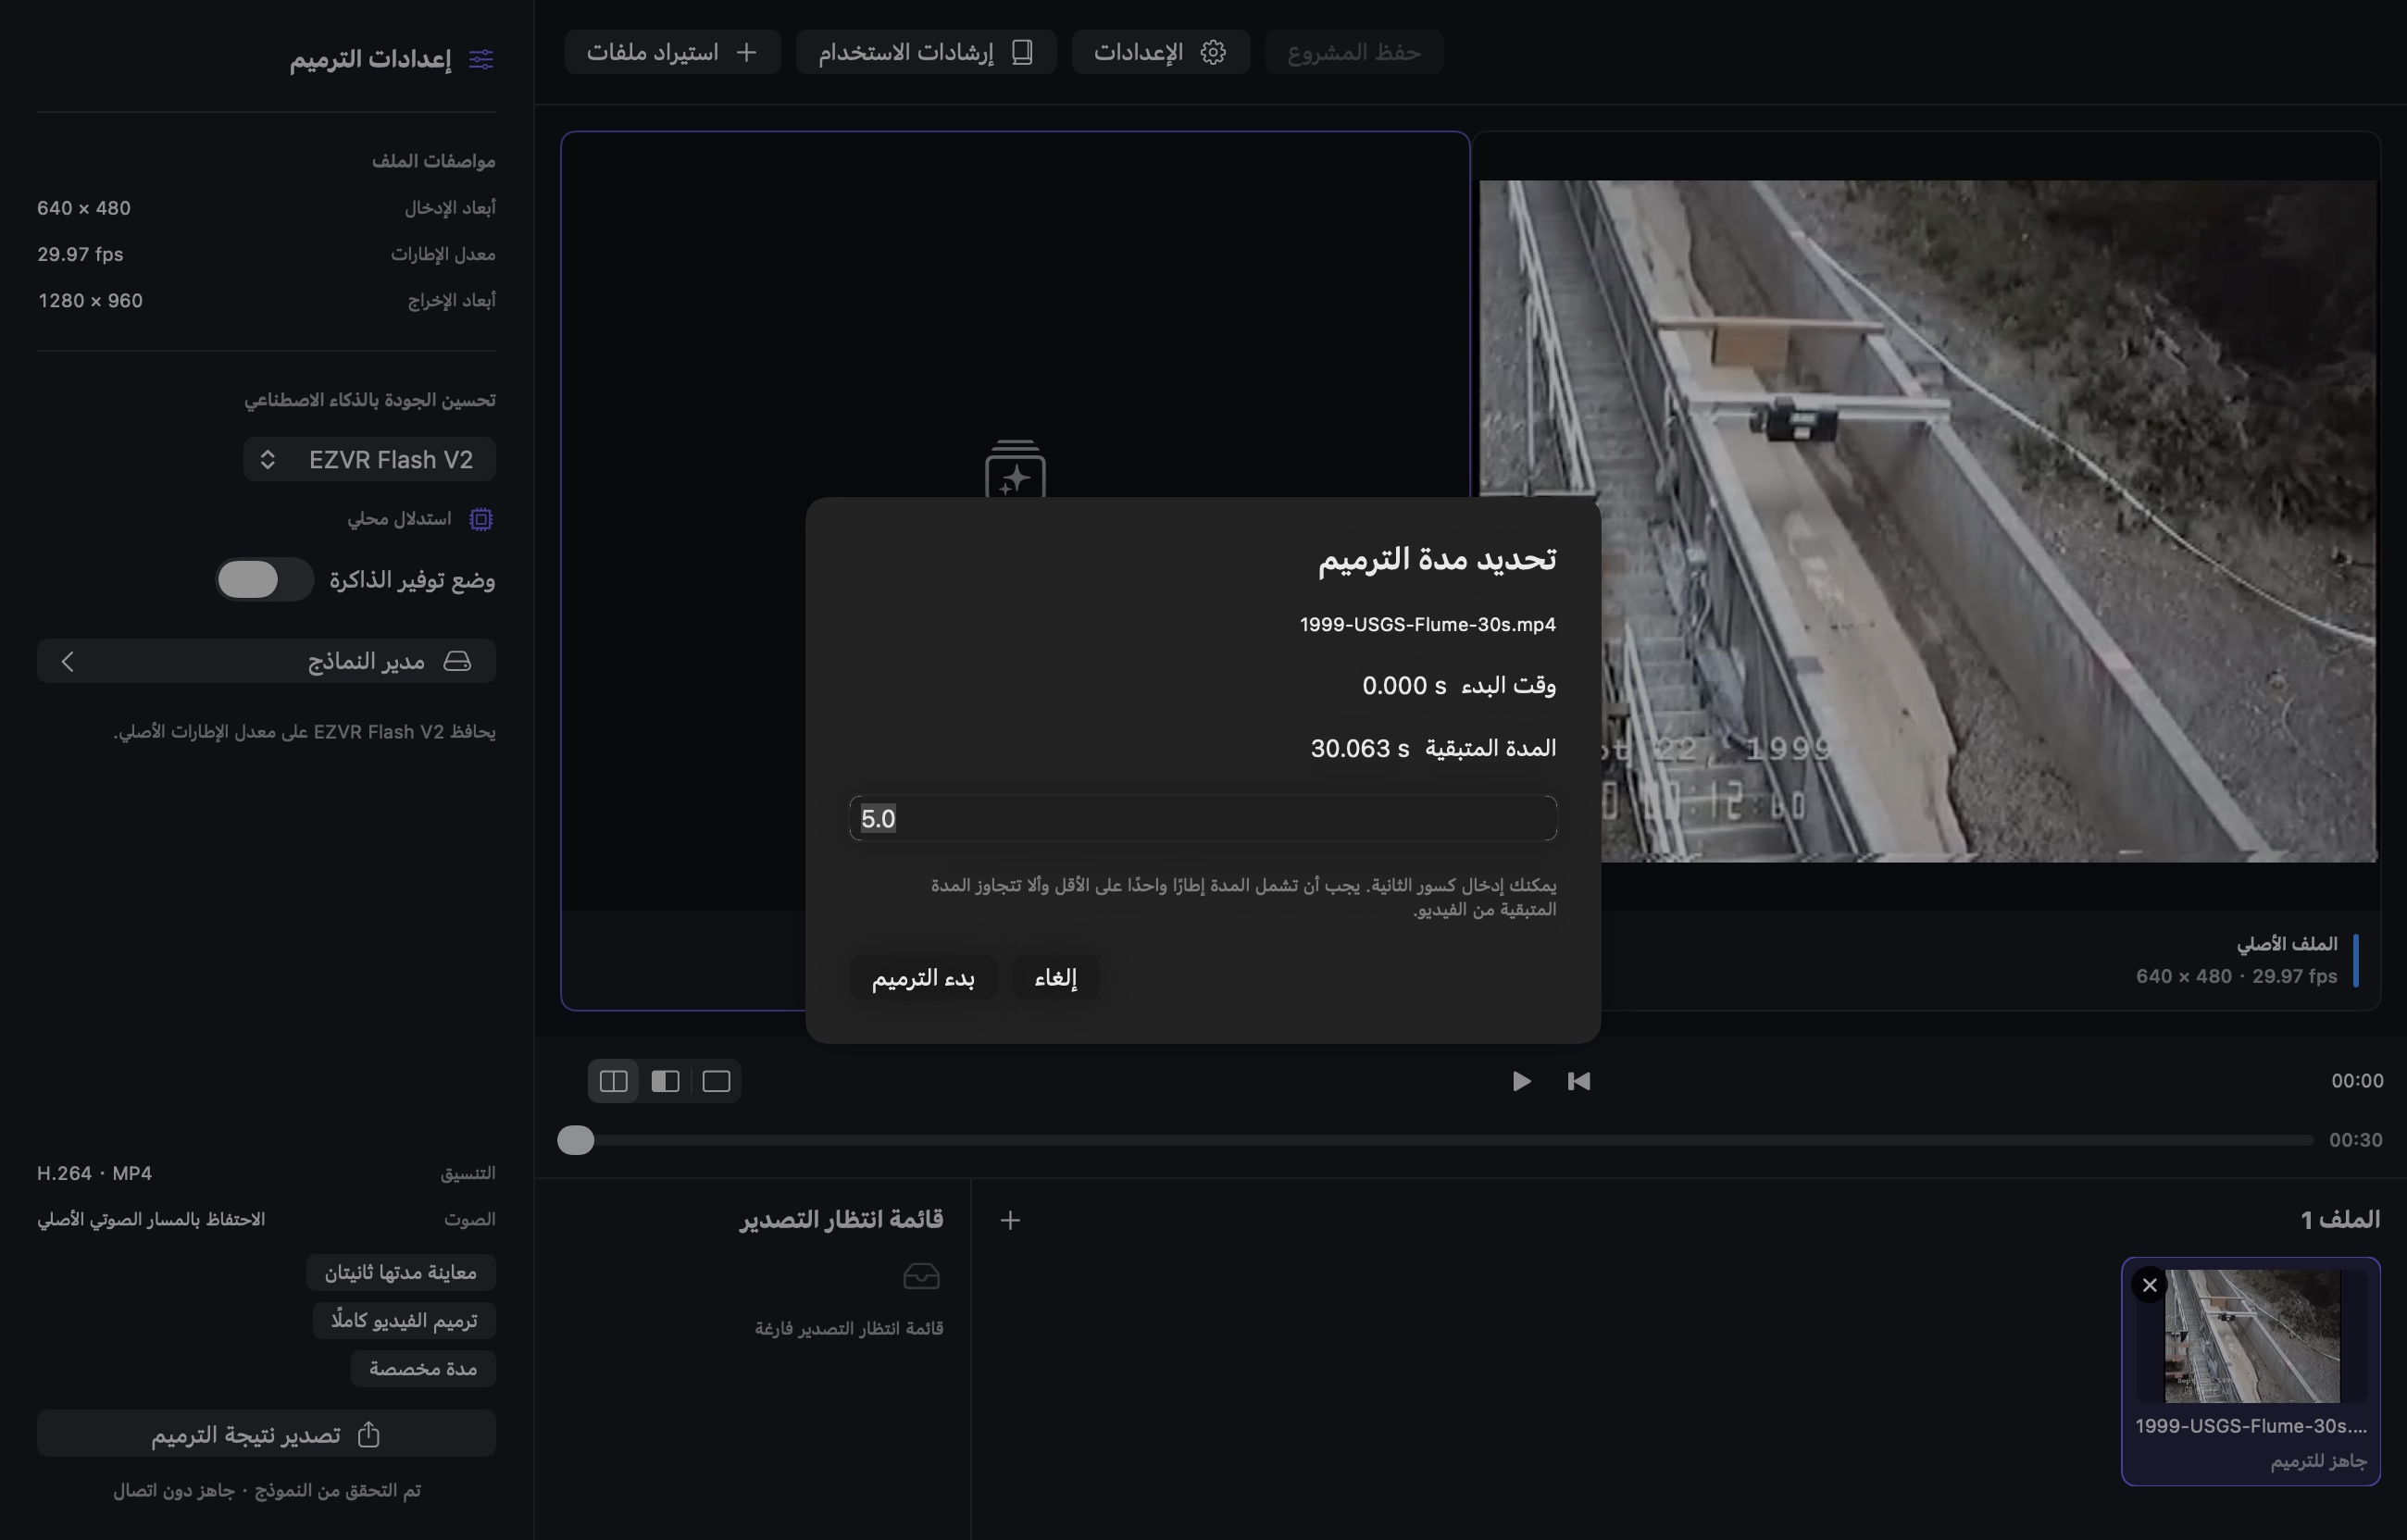 إعدادات الترميم
استيراد ملفات
إرشادات الاستخدام
الإعدادات
حفظ المشروع
مواصفات الملف
أبعاد الإدخال 640 × 480
معدل الإطارات 29.97 fps
أبعاد الإخراج 1280 × 960
تحسين الجودة بالذكاء الاصطناعي
EZVR Flash V2
استدلال محلي
وضع توفير الذاكرة
مدير النماذج
يحافظ EZVR Flash V2 على معدل الإطارات الأصلي.
تحديد مدة الترميم
1999-USGS-Flume-30s.mp4
وقت البدء 0.000 s
المدة المتبقية 30.063 s
5.0
يمكنك إدخال كسور الثانية. يجب أن تشمل المدة إطارًا واحدًا على الأقل وألا تتجاوز المدة
المتبقية من الفيديو.
إلغاء
بدء الترميم
22 1999
الملف الأصلي
640 × 480 · 29.97 fps
00:00
00:30
الملف 1
1999-USGS-Flume-30s....
جاهز للترميم
قائمة انتظار التصدير
قائمة انتظار التصدير فارغة
التنسيق H.264 · MP4
الصوت الاحتفاظ بالمسار الصوتي الأصلي
معاينة مدتها ثانيتان
ترميم الفيديو كاملًا
مدة مخصصة
تصدير نتيجة الترميم
تم التحقق من النموذج · جاهز دون اتصال